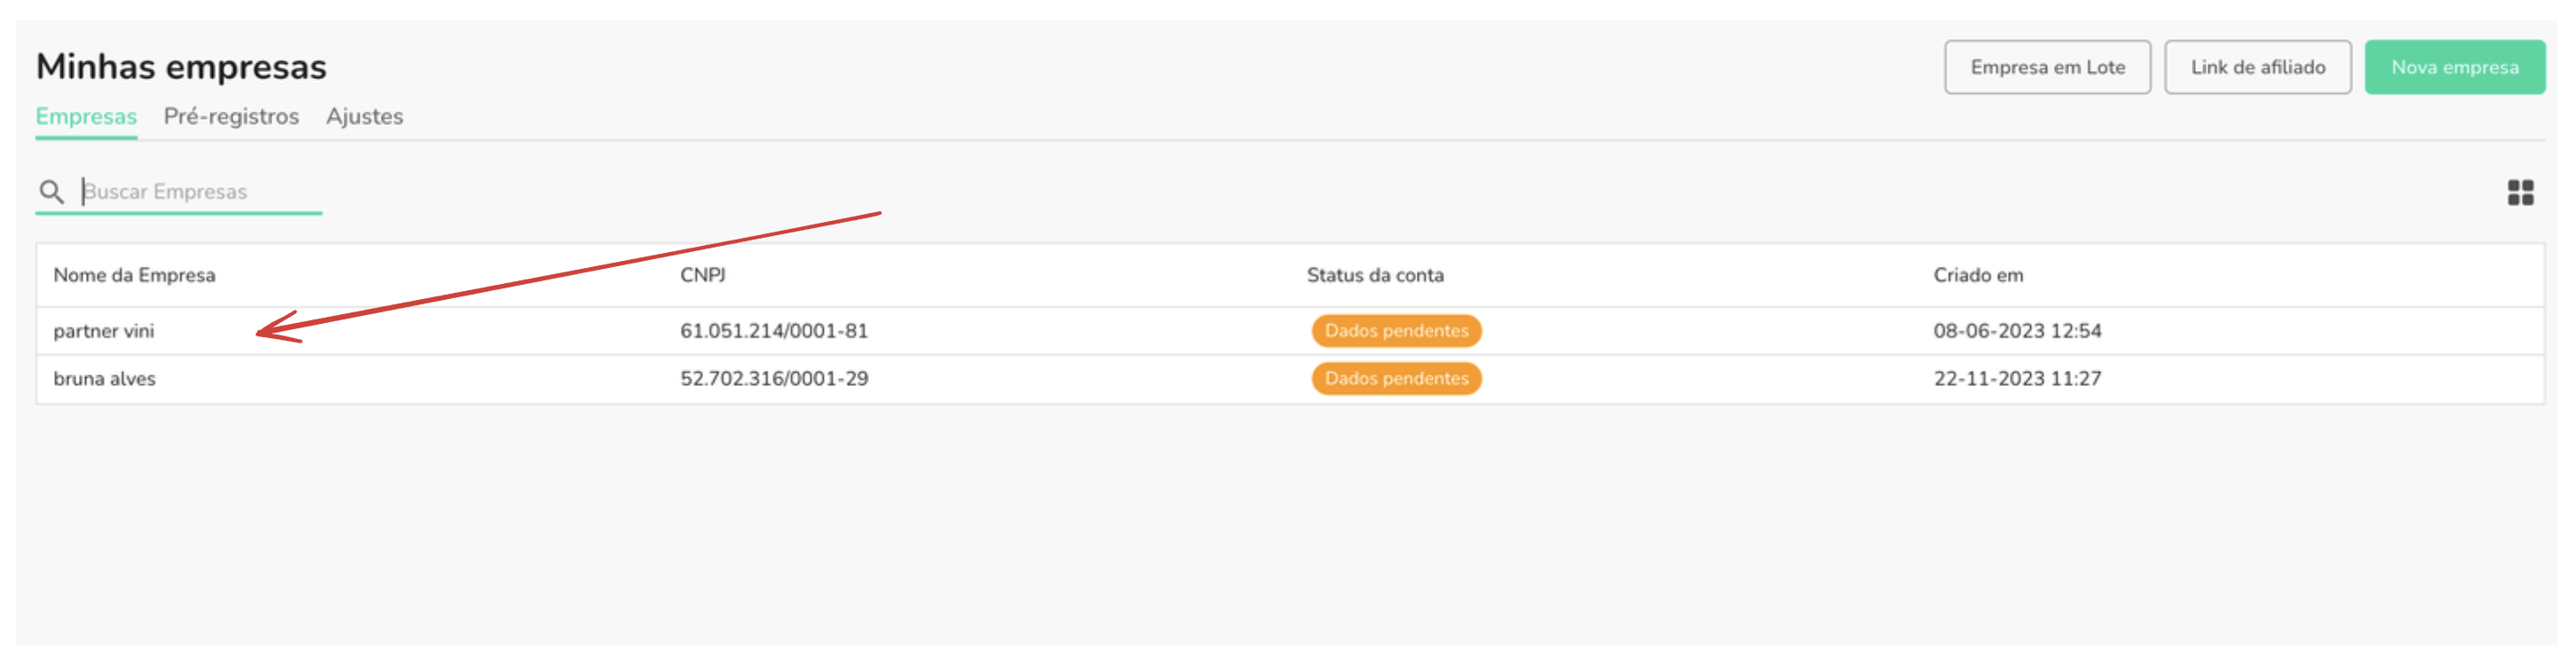 Minhas empresas
Empresa em Lote
Link de afiliado
Nova empresa
Empresas Pré-registros Ajustes
Buscar Empresas
Nome da Empresa CNPJ Status da conta Criado em
partner vini 61.051.214/0001-81 Dados pendentes 08-06-2023 12:54
bruna alves 52.702.316/0001-29 Dados pendentes 22-11-2023 11:27